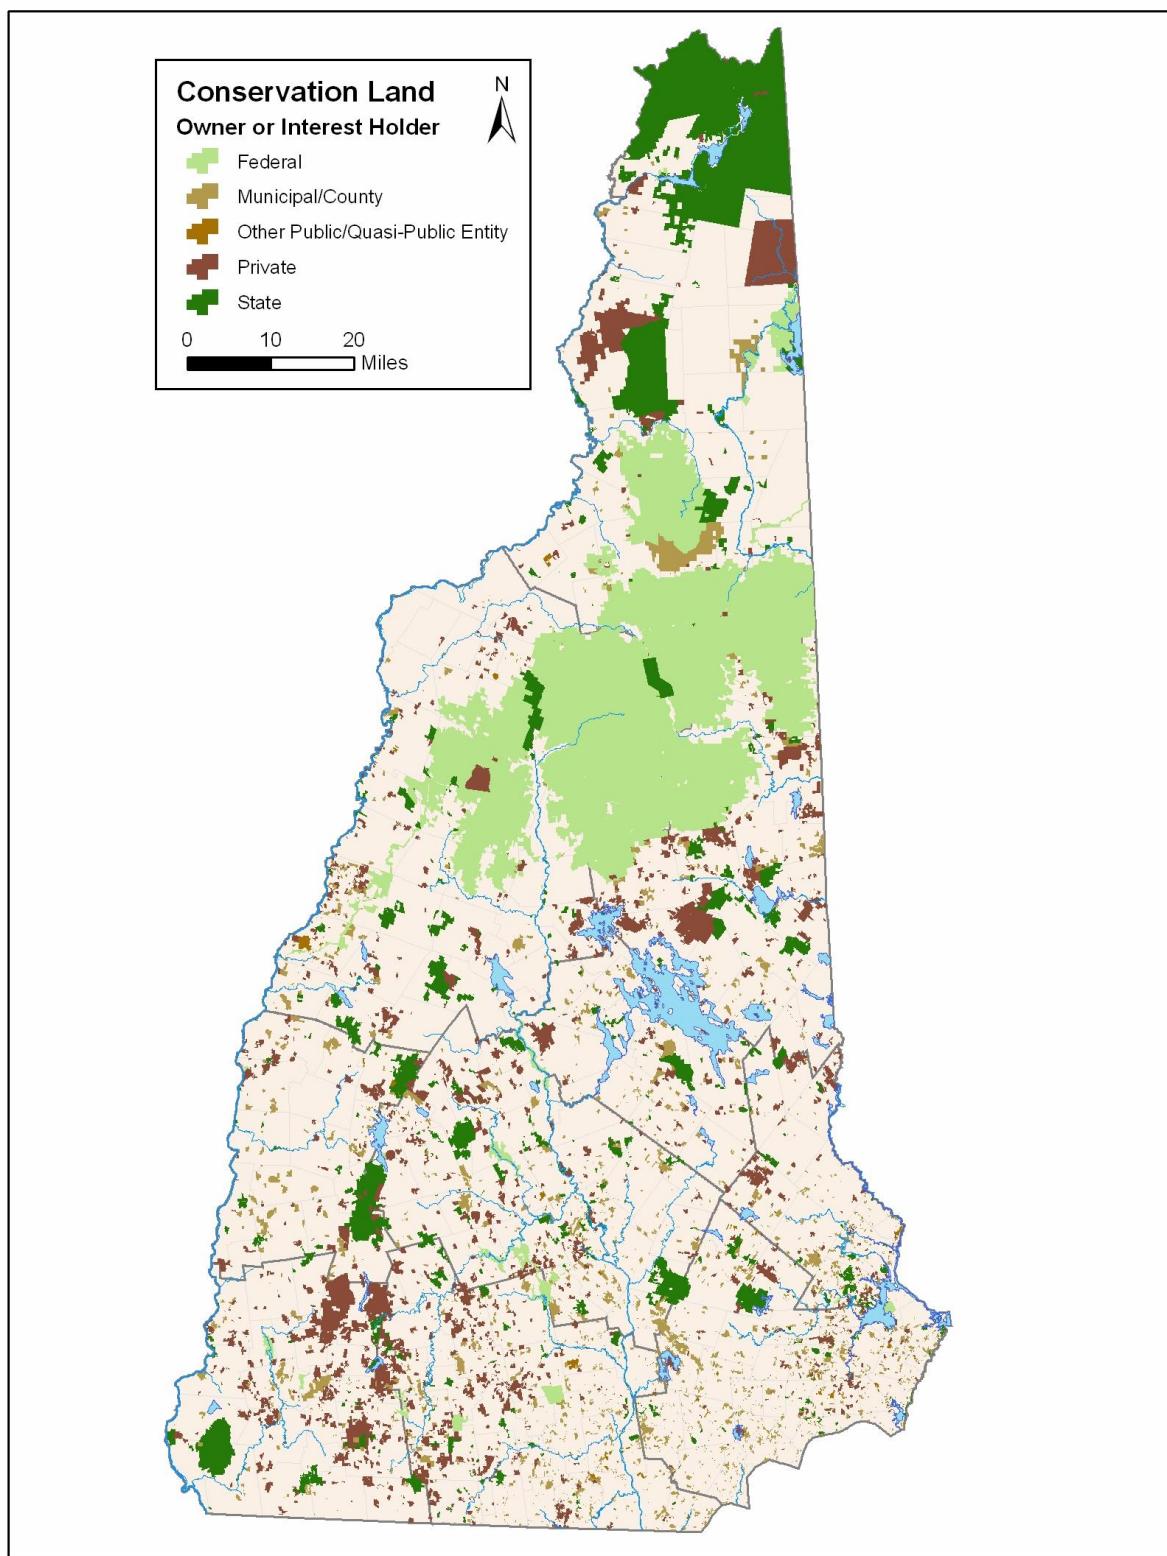 Conservation Land
Owner or Interest Holder
N
Federal
Municipal/County
Other Public/Quasi-Public Entity
Private
State
0 10 20
Miles